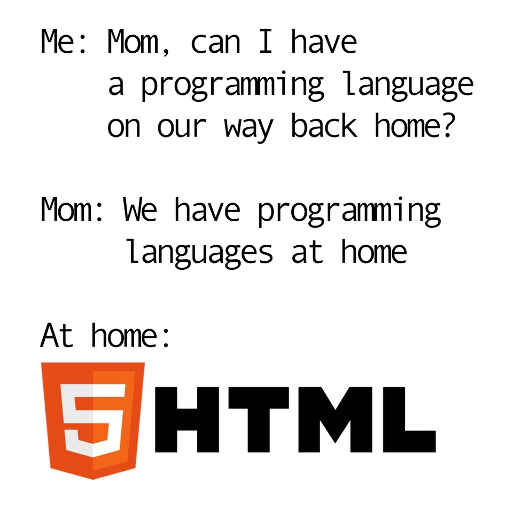 Me: Mom, can I have
a programming language
on our way back home?
Mom: We have programming
languages at home
At home:
5 HTML